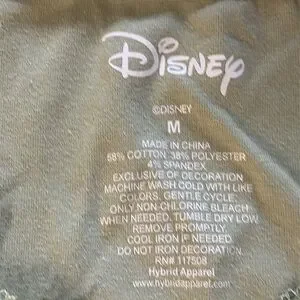 Disney
©DISNEY
M
MADE IN CHINA
58% COTTON 38% POLYESTER
4% SPANDEX
EXCLUSIVE OF DECORATION
MACHINE WASH COLD WITH LIKE
COLORS, GENTLE CYCLE.
ONLY NON-CHLORINE BLEACH
WHEN NEEDED. TUMBLE DRY LOW.
REMOVE PROMPTLY.
COOL IRON IF NEEDED.
DO NOT IRON DECORATION.
RN# 117508
Hybrid Apparel
www.hybridapparel.com